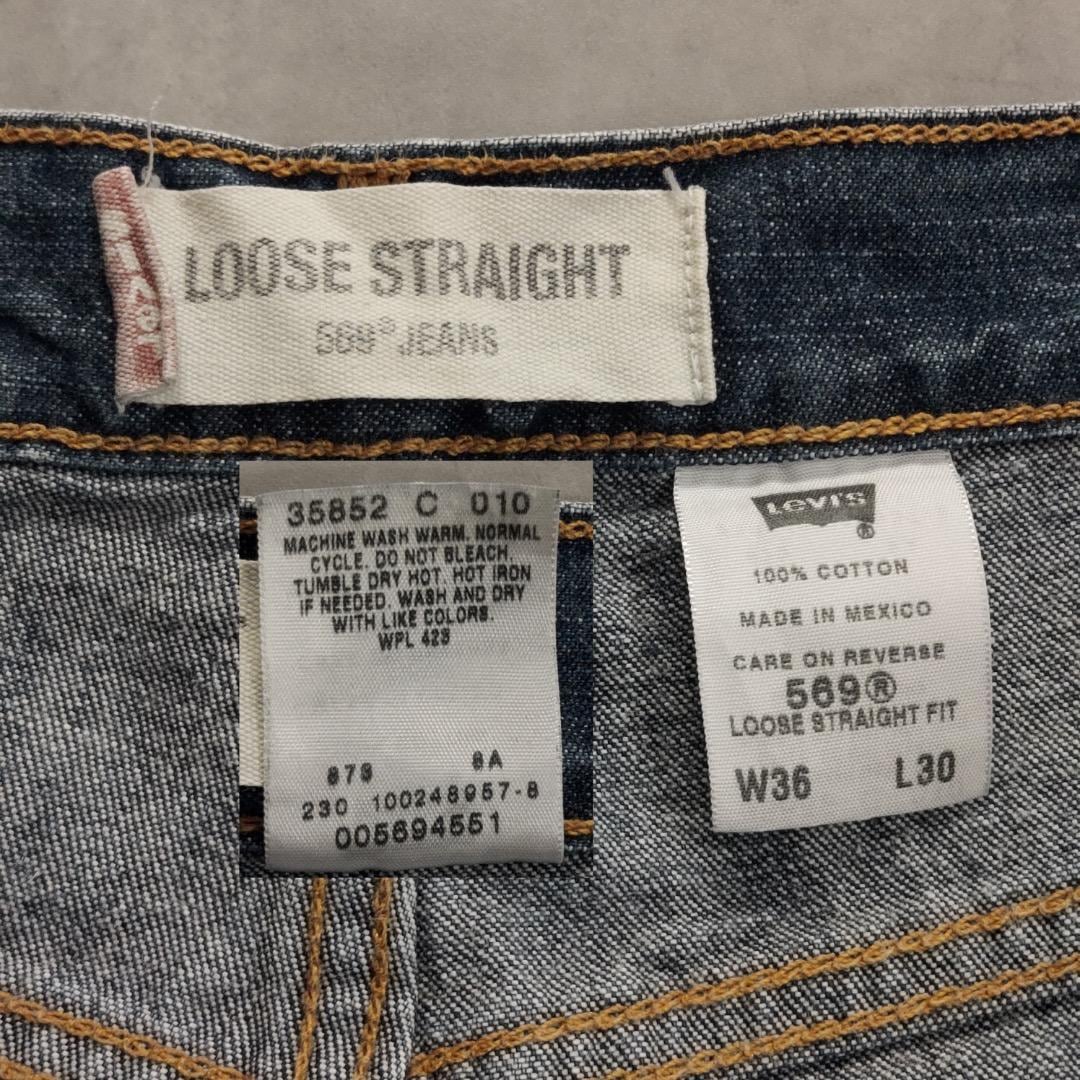 LEVI'S
LOOSE STRAIGHT
569® JEANS
35852 C 010
MACHINE WASH WARM. NORMAL
CYCLE. DO NOT BLEACH.
TUMBLE DRY HOT. HOT IRON
IF NEEDED. WASH AND DRY
WITH LIKE COLORS.
WPL 423
230 100248957-8
005694551
LEVI'S
®
100% COTTON
MADE IN MEXICO
CARE ON REVERSE
569®
LOOSE STRAIGHT FIT
W36 L30